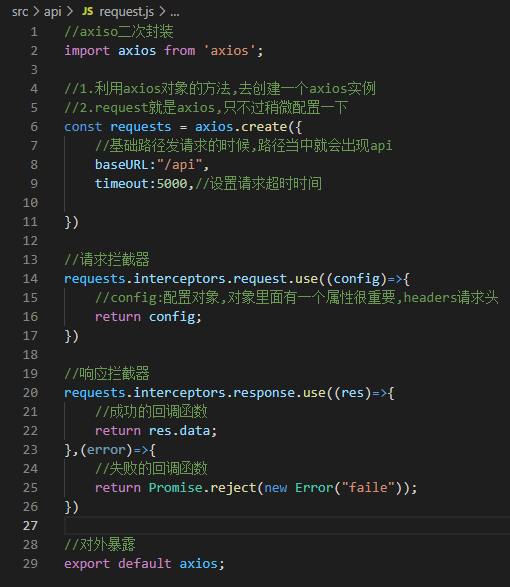 src > api > JS request.js > ...
1 //axiso二次封装
2 import axios from 'axios';
3
4 //1.利用axios对象的方法,去创建一个axios实例
5 //2.request就是axios,只不过稍微配置一下
6 const requests = axios.create({
7     //基础路径发请求的时候,路径当中就会出现api
8     baseURL:"/api",
9     timeout:5000,//设置请求超时时间
10
11 })
12
13 //请求拦截器
14 requests.interceptors.request.use((config)=>{
15     //config:配置对象,对象里面有一个属性很重要,headers请求头
16     return config;
17 })
18
19 //响应拦截器
20 requests.interceptors.response.use((res)=>{
21     //成功的回调函数
22     return res.data;
23 },(error)=>{
24     //失败的回调函数
25     return Promise.reject(new Error("faile"));
26 })
27
28 //对外暴露
29 export default axios;